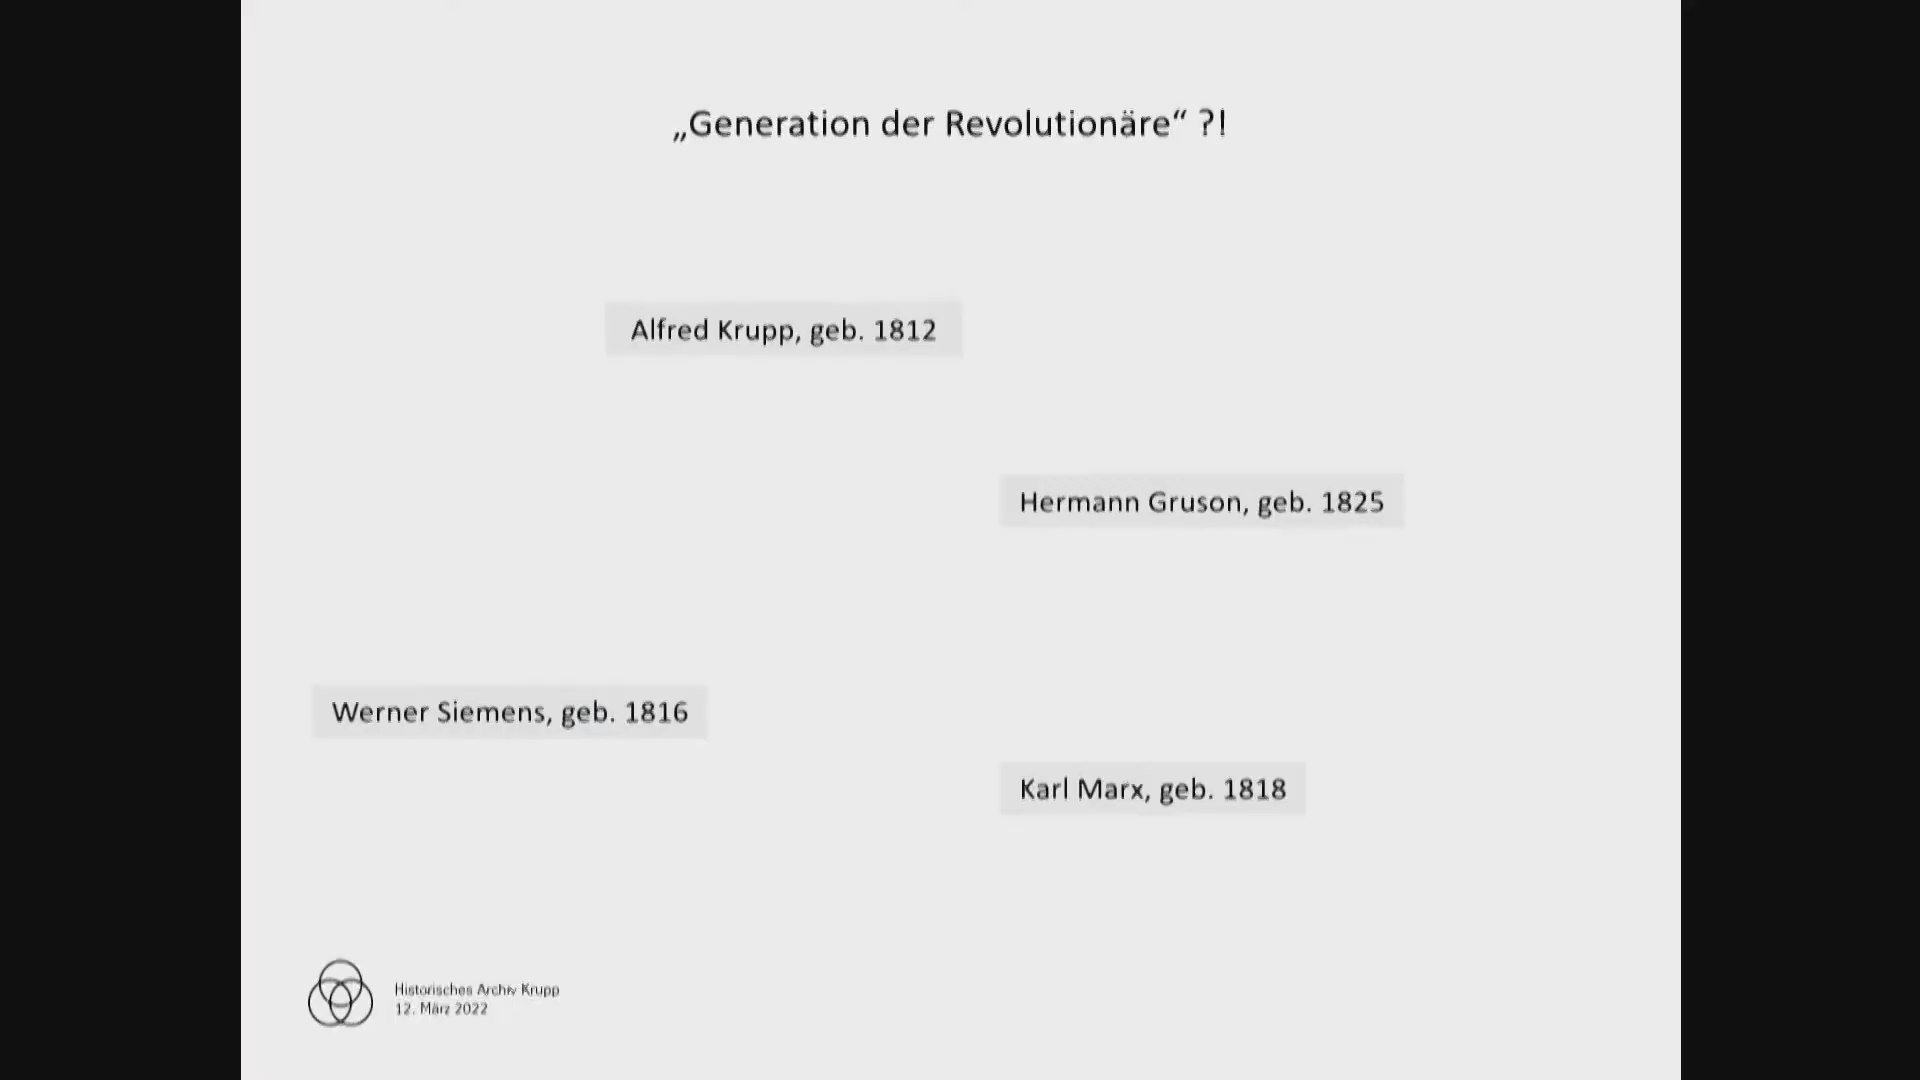 „Generation der Revolutionäre“ ?!
Alfred Krupp, geb. 1812
Hermann Gruson, geb. 1825
Werner Siemens, geb. 1816
Karl Marx, geb. 1818
Historisches Archiv Krupp
12. März 2022